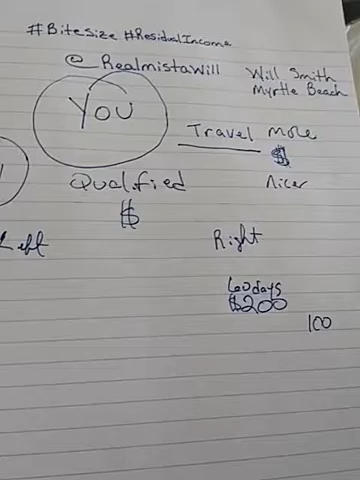 #BiteSize #ResidualIncome
@Realmistawill
Will Smith
Myrtle Beach
YOU
Travel More
$
Qualified
Nicer
$
Left
Right
60days
$200
100